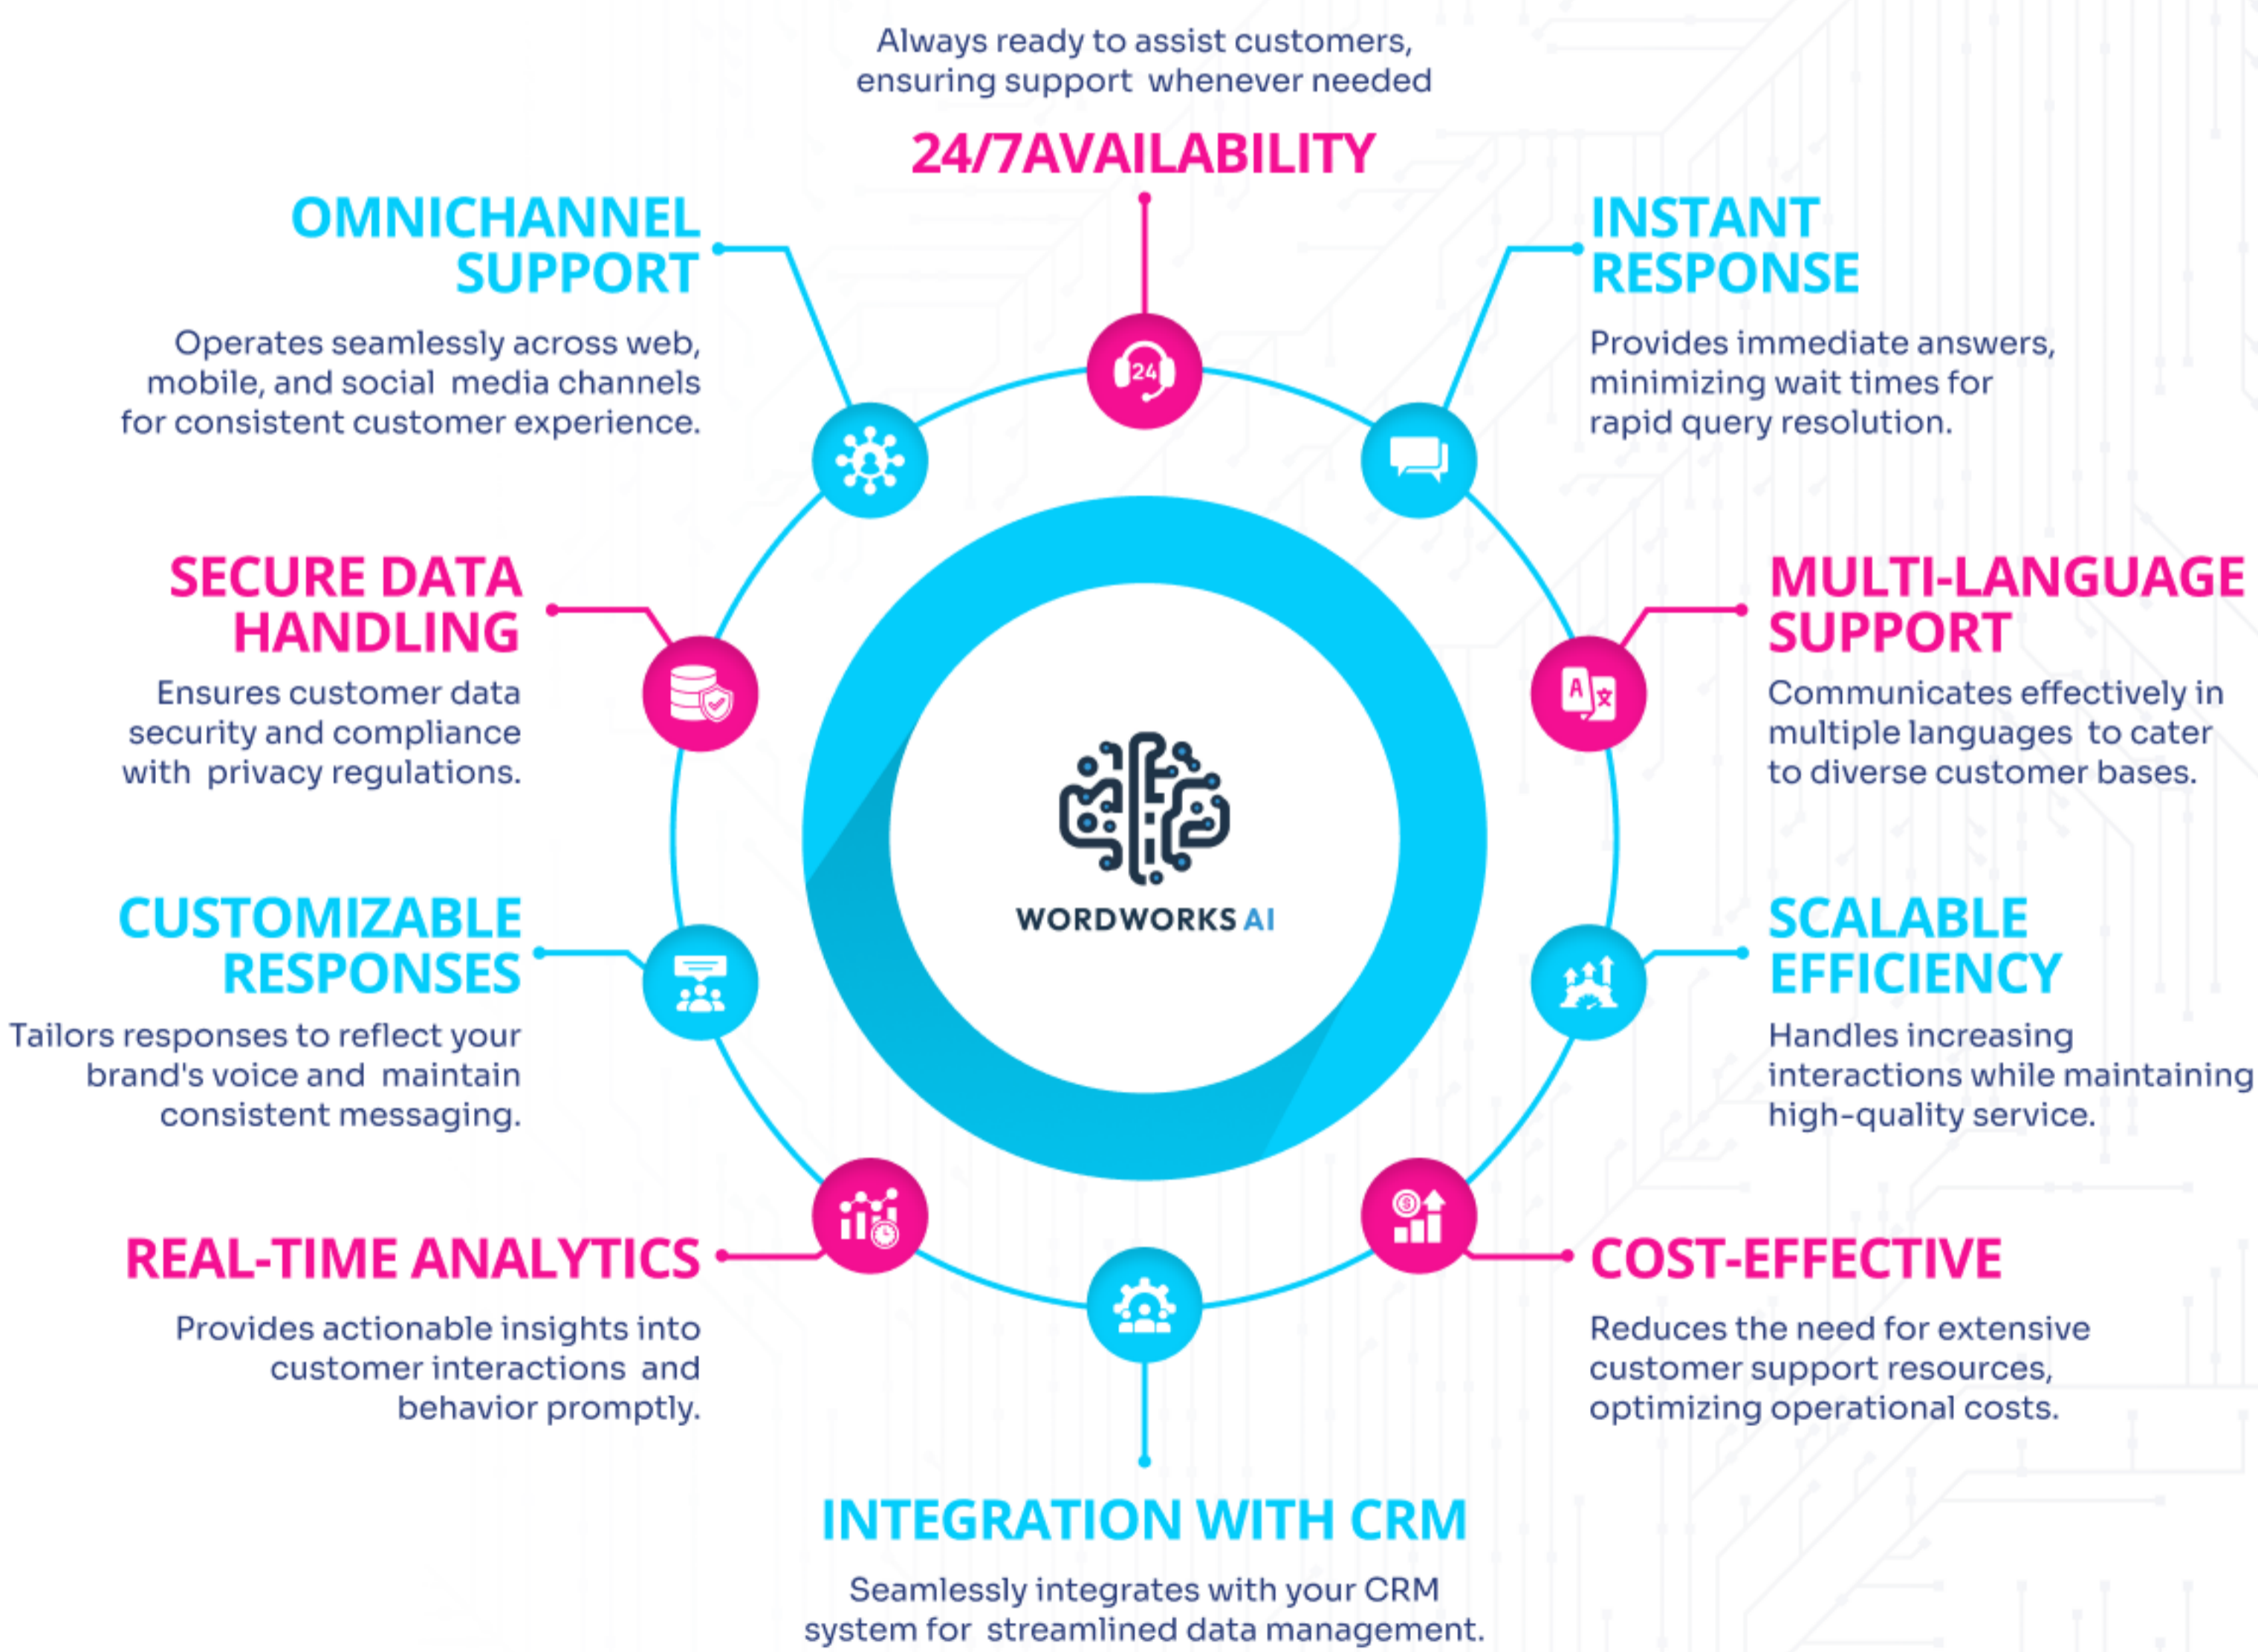 Always ready to assist customers,
ensuring support whenever needed
24/7AVAILABILITY
24
OMNICHANNEL
SUPPORT
Operates seamlessly across web,
mobile, and social media channels
for consistent customer experience.
INSTANT
RESPONSE
Provides immediate answers,
minimizing wait times for
rapid query resolution.
SECURE DATA
HANDLING
Ensures customer data
security and compliance
with privacy regulations.
MULTI-LANGUAGE
SUPPORT
Communicates effectively in
multiple languages to cater
to diverse customer bases.
A 文
WORDWORKS AI
CUSTOMIZABLE
RESPONSES
Tailors responses to reflect your
brand's voice and maintain
consistent messaging.
SCALABLE
EFFICIENCY
Handles increasing
interactions while maintaining
high-quality service.
REAL-TIME ANALYTICS
Provides actionable insights into
customer interactions and
behavior promptly.
$
COST-EFFECTIVE
Reduces the need for extensive
customer support resources,
optimizing operational costs.
INTEGRATION WITH CRM
Seamlessly integrates with your CRM
system for streamlined data management.